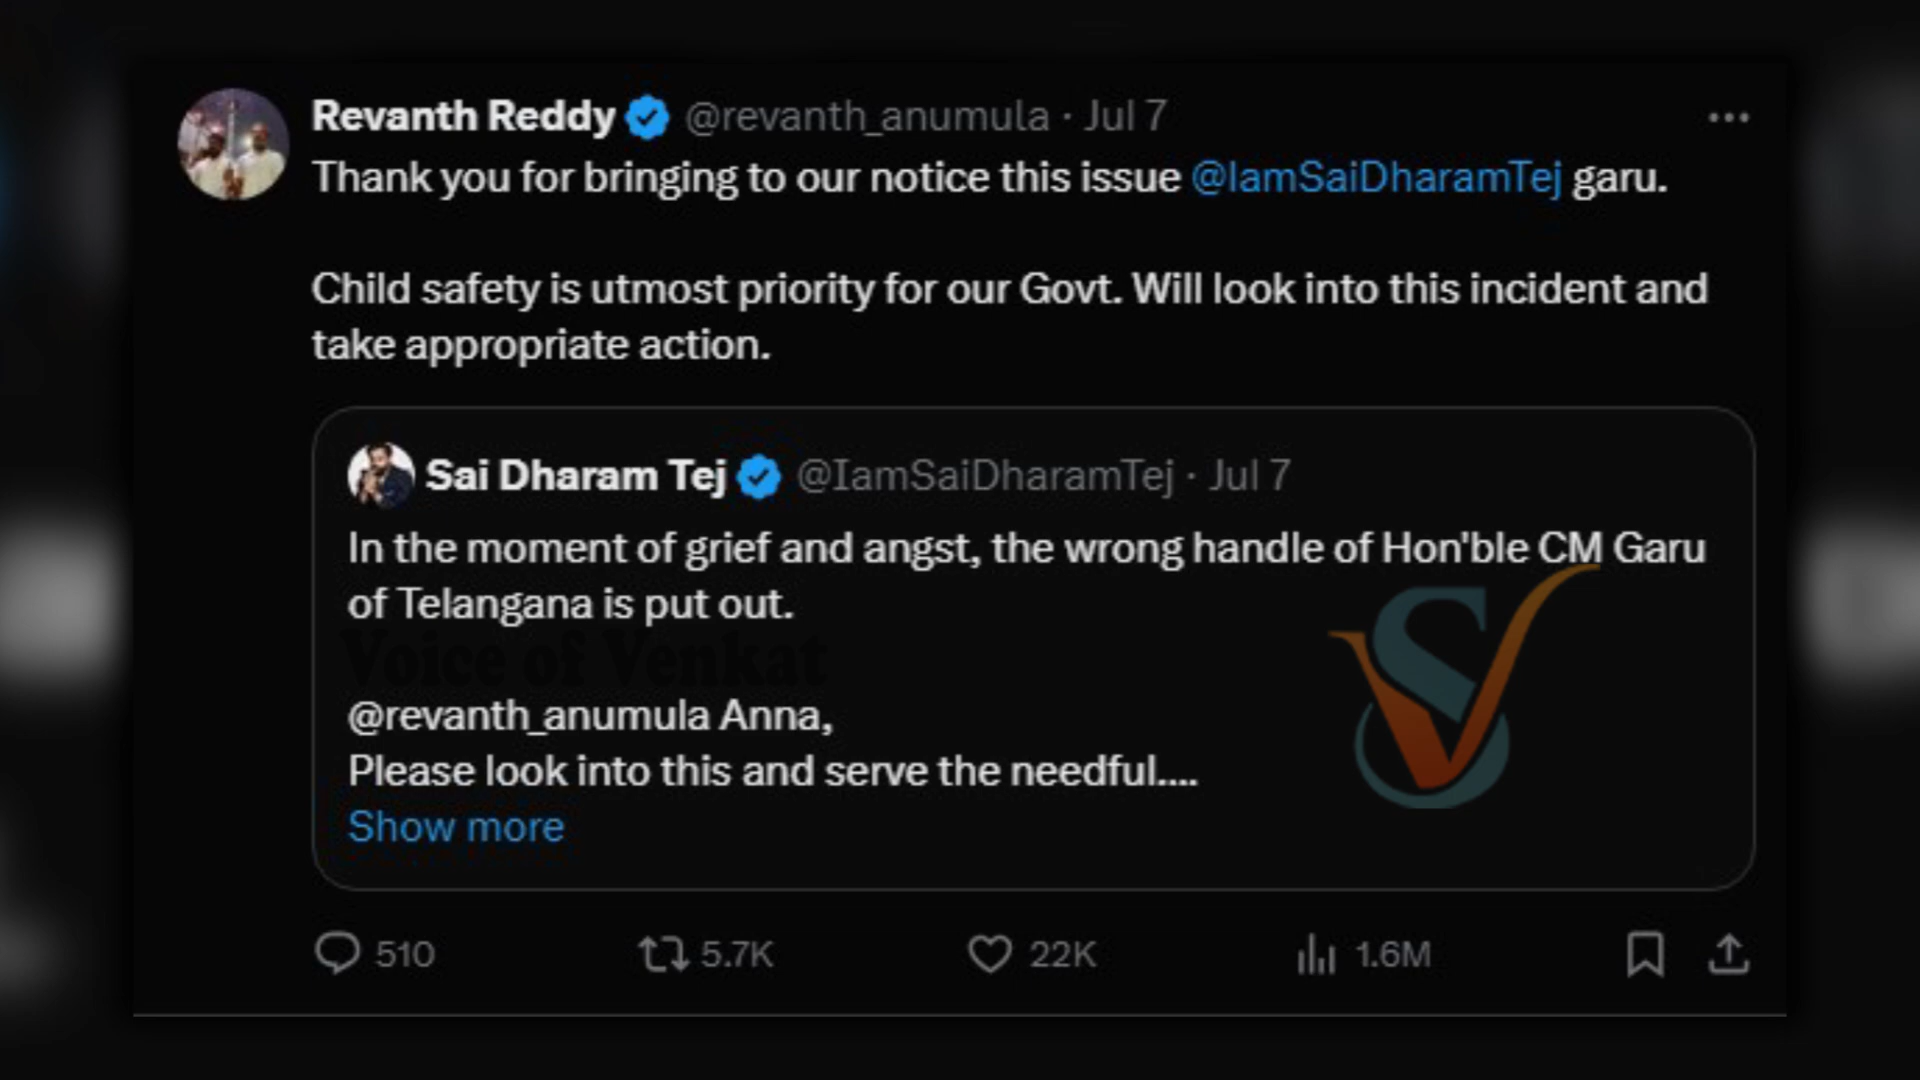 Revanth Reddy @revanth_anumula · Jul 7
Thank you for bringing to our notice this issue @IamSaiDharamTej garu.
Child safety is utmost priority for our Govt. Will look into this incident and
take appropriate action.
Sai Dharam Tej @IamSaiDharamTej · Jul 7
In the moment of grief and angst, the wrong handle of Hon'ble CM Garu
of Telangana is put out.
Voice of Venkat
@revanth_anumula Anna,
Please look into this and serve the needful....
Show more
510 5.7K 22K 1.6M
SV